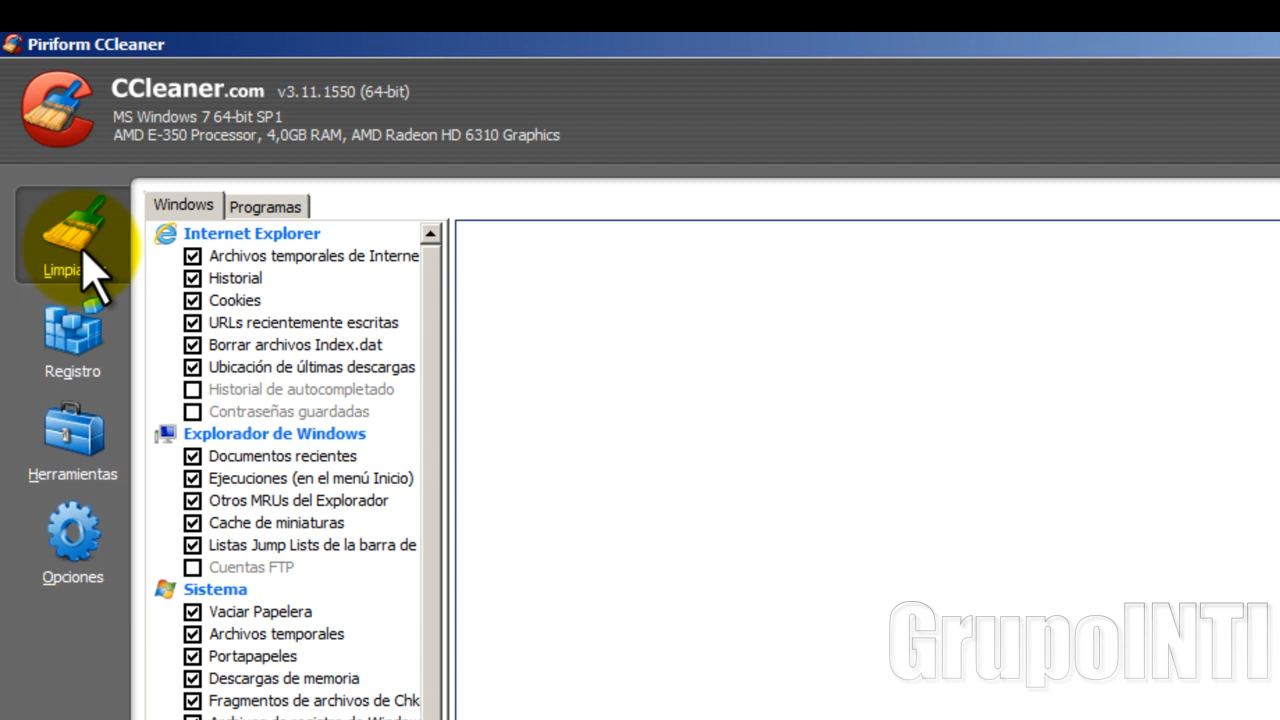 Piriform CCleaner
CCleaner.com v3.11.1550 (64-bit)
MS Windows 7 64-bit SP1
AMD E-350 Processor, 4,0GB RAM, AMD Radeon HD 6310 Graphics
Registro
Herramientas
Opciones
Windows
Programas
Internet Explorer
Archivos temporales de Interne
Historial
Cookies
URLs recientemente escritas
Borrar archivos Index.dat
Ubicación de últimas descargas
Historial de autocompletado
Contraseñas guardadas
Explorador de Windows
Documentos recientes
Ejecuciones (en el menú Inicio)
Otros MRUs del Explorador
Cache de miniaturas
Listas Jump Lists de la barra de
Cuentas FTP
Sistema
Vaciar Papelera
Archivos temporales
Portapapeles
Descargas de memoria
Fragmentos de archivos de Chk
GrupoINTI